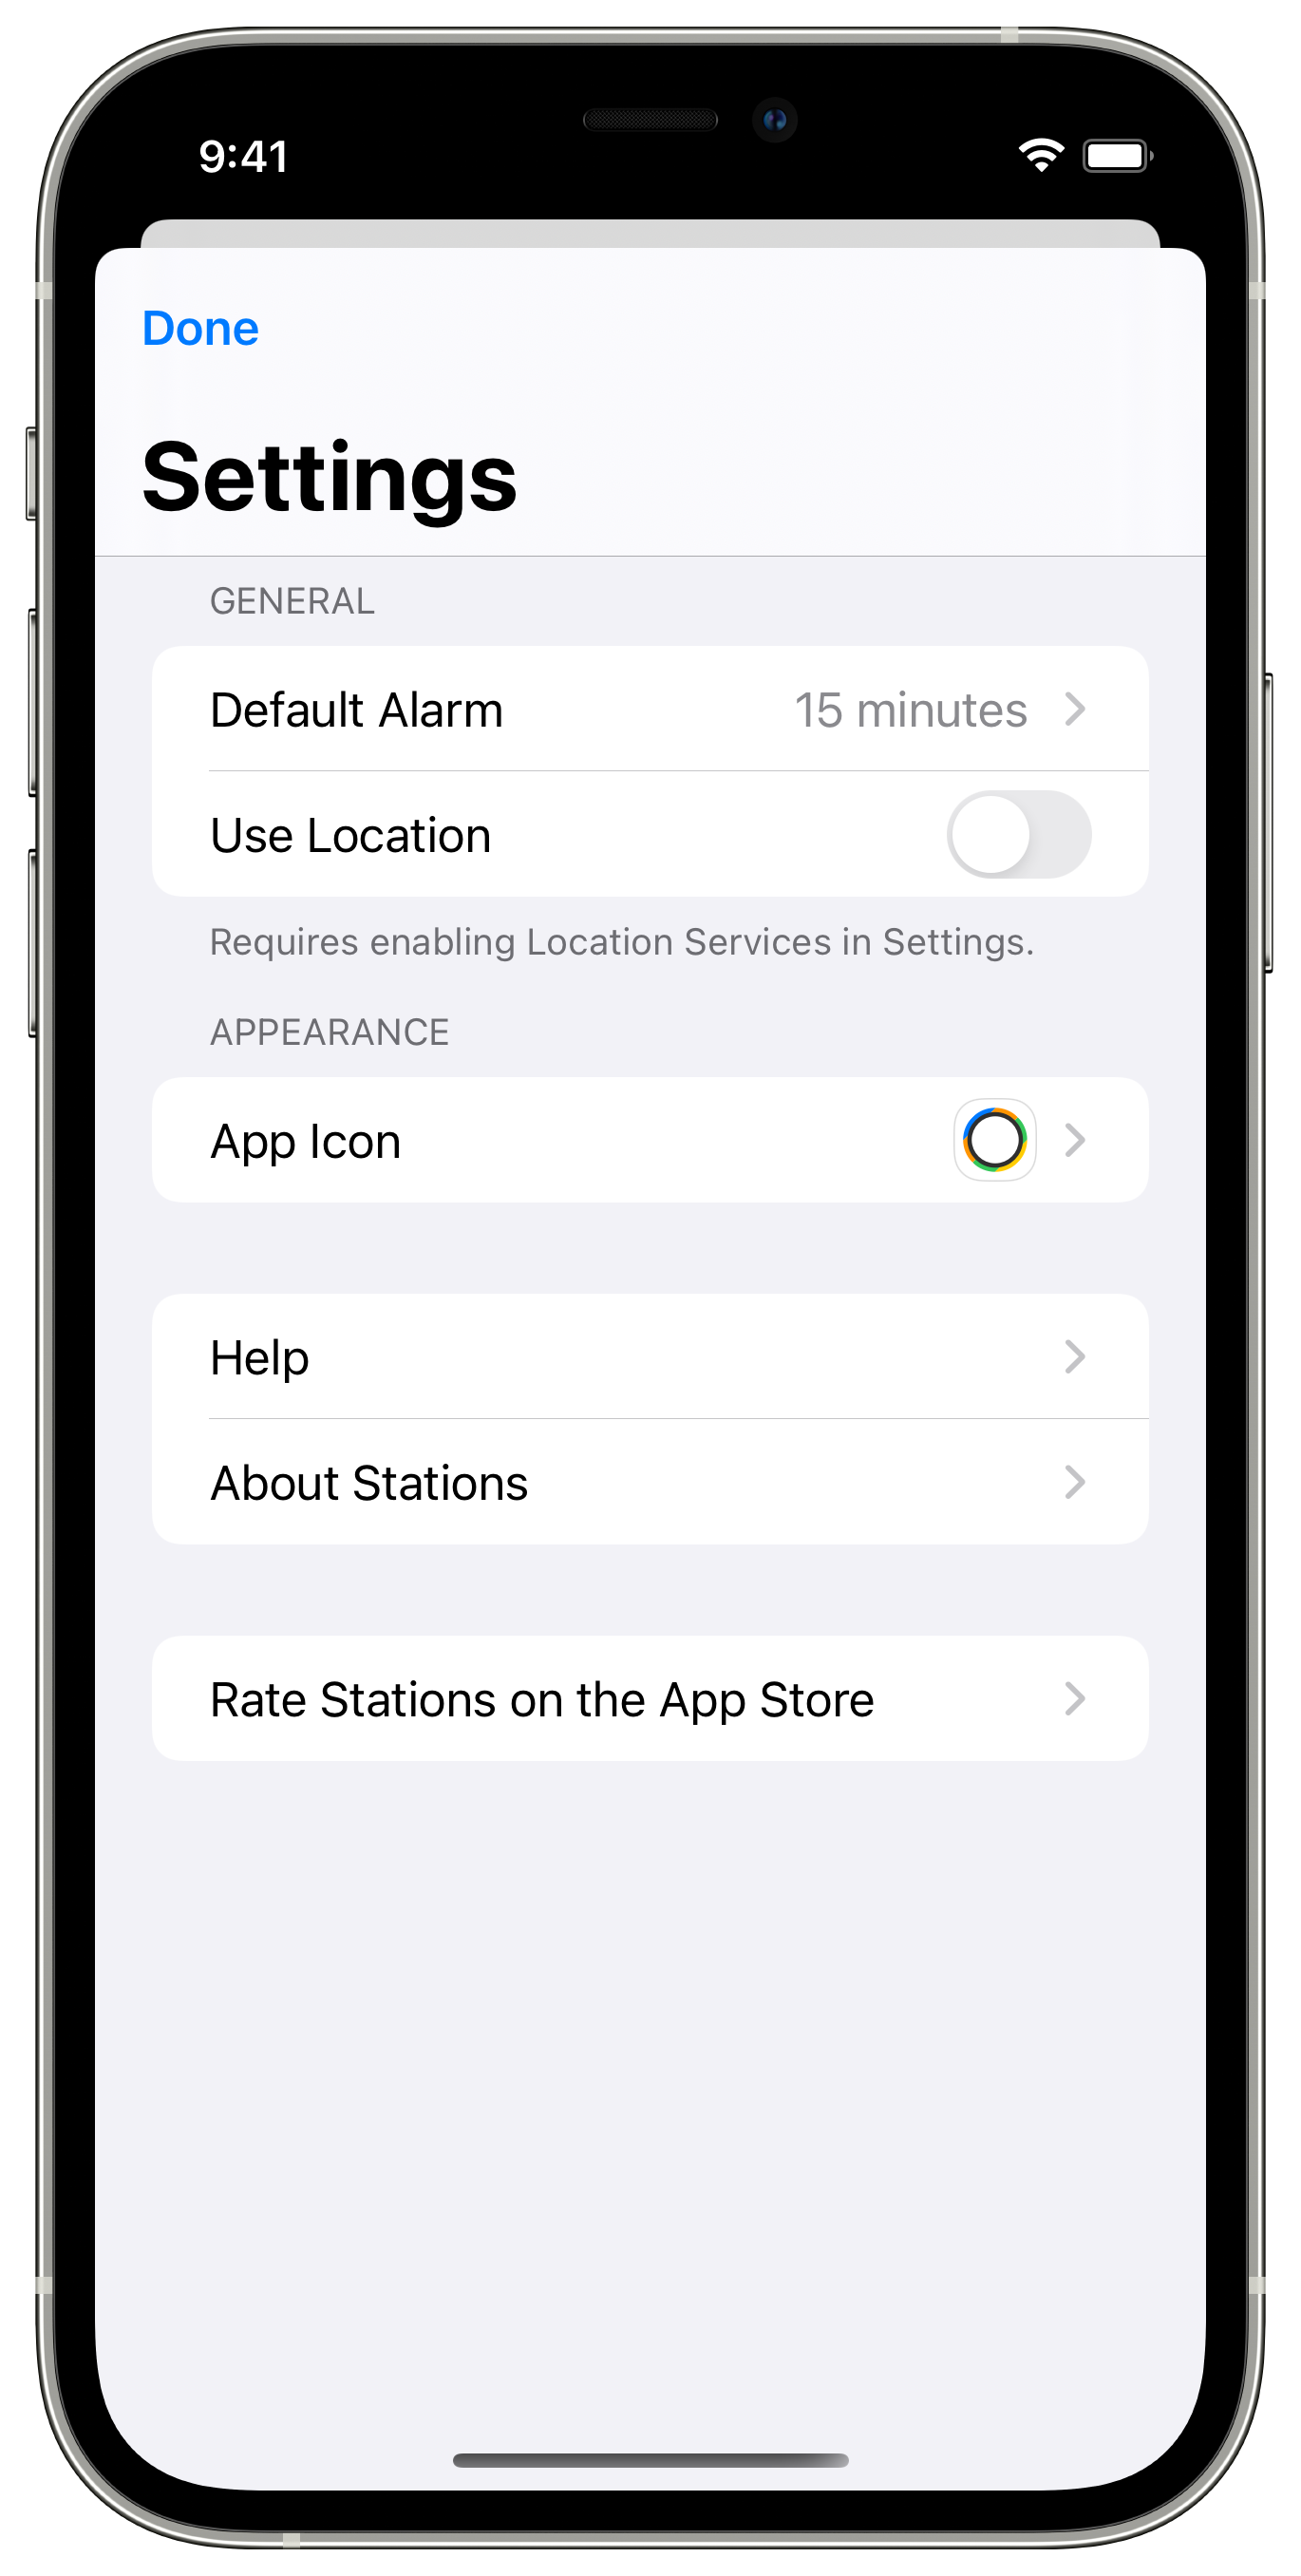 9:41
Done
Settings
GENERAL
Default Alarm 15 minutes
Use Location
Requires enabling Location Services in Settings.
APPEARANCE
App Icon
Help
About Stations
Rate Stations on the App Store